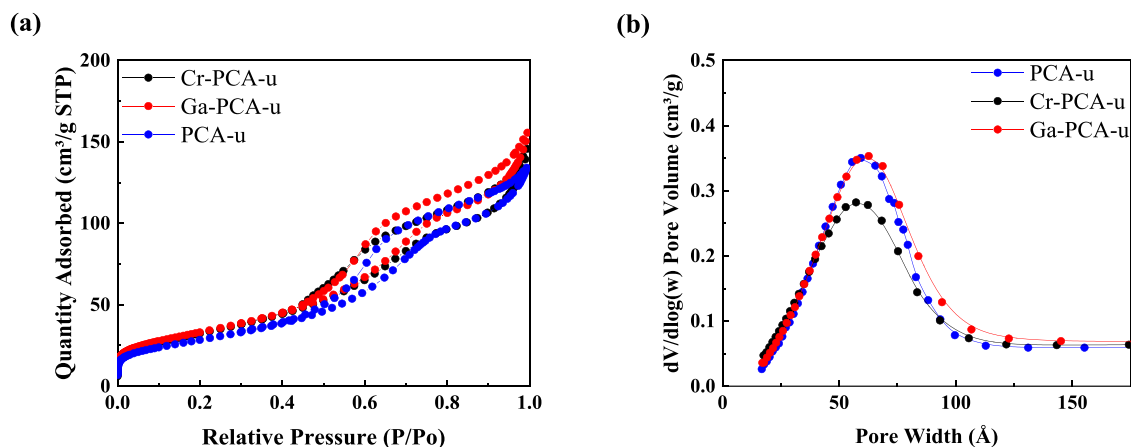 (a)
Quantity Adsorbed (cm³/g STP)
200
150
100
50
0
Cr-PCA-u
Ga-PCA-u
PCA-u
0.0 0.2 0.4 0.6 0.8 1.0
Relative Pressure (P/Po)
(b)
dV/dlog(w) Pore Volume (cm³/g)
0.5
0.4
0.3
0.2
0.1
0.0
PCA-u
Cr-PCA-u
Ga-PCA-u
0 50 100 150
Pore Width (Å)